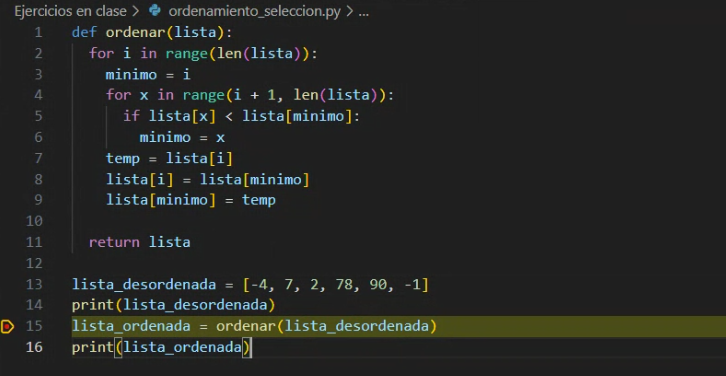 Ejercicios en clase > ordenamiento_seleccion.py > ...
1 def ordenar(lista):
2   for i in range(len(lista)):
3     minimo = i
4     for x in range(i + 1, len(lista)):
5       if lista[x] < lista[minimo]:
6         minimo = x
7     temp = lista[i]
8     lista[i] = lista[minimo]
9     lista[minimo] = temp
10
11   return lista
12
13 lista_desordenada = [-4, 7, 2, 78, 90, -1]
14 print(lista_desordenada)
15 lista_ordenada = ordenar(lista_desordenada)
16 print(lista_ordenada)